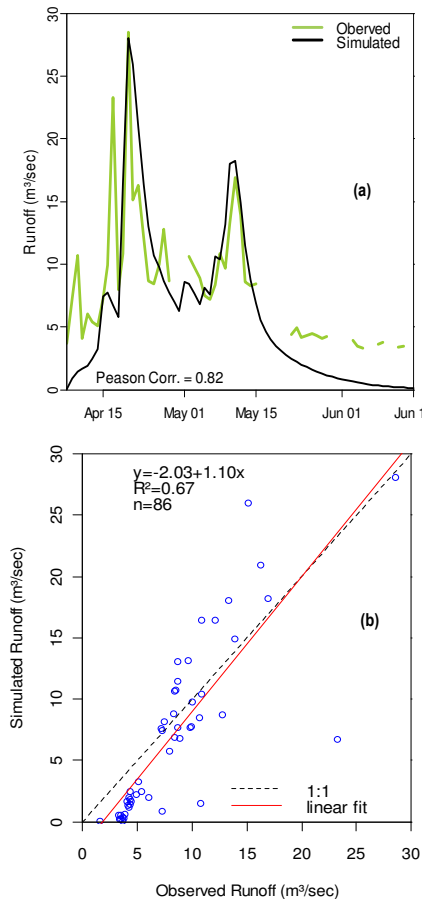 30
25
20
15
10
5
0
Runoff (m³/sec)
Oberved
Simulated
(a)
Peason Corr. = 0.82
Apr 15 May 01 May 15 Jun 01 Jun 1
30
25
20
15
10
5
0
Simulated Runoff (m³/sec)
y=-2.03+1.10x
R²=0.67
n=86
(b)
1:1
linear fit
0 5 10 15 20 25 30
Observed Runoff (m³/sec)